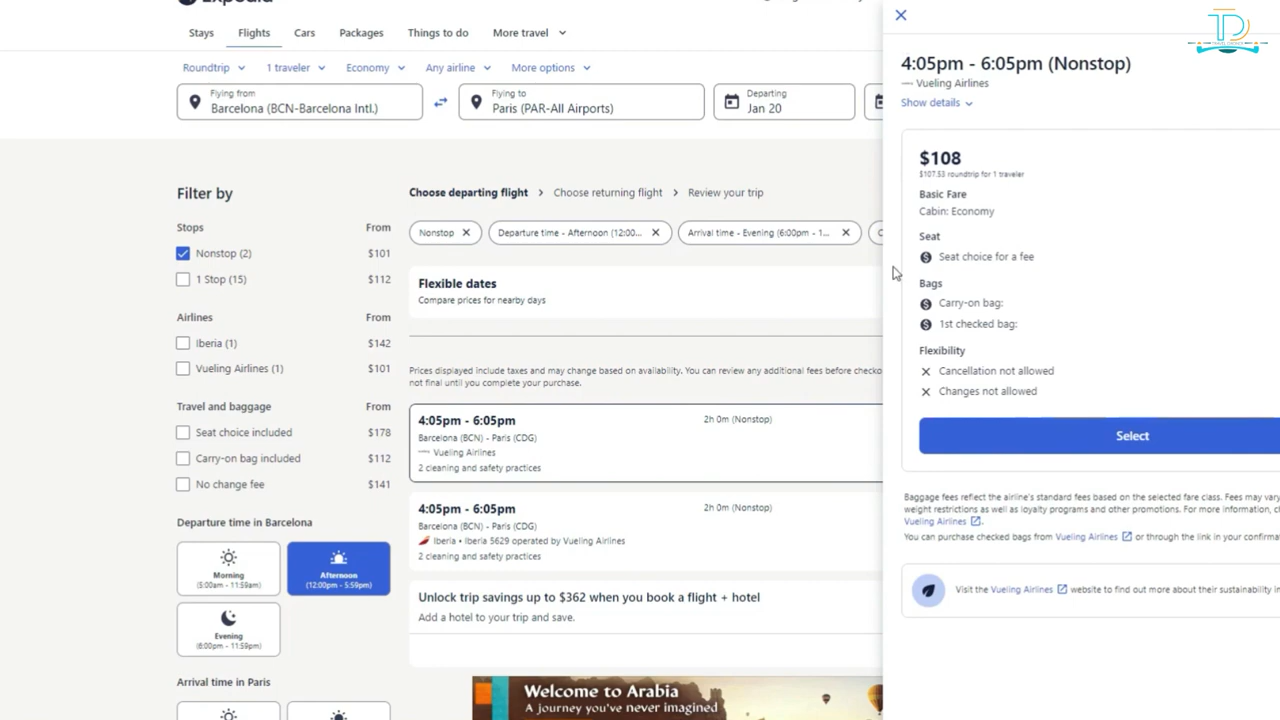 Expedia
Stays
Flights
Cars
Packages
Things to do
More travel
Roundtrip
1 traveler
Economy
Any airline
More options
Flying from
Barcelona (BCN-Barcelona Intl.)
Flying to
Paris (PAR-All Airports)
Departing
Jan 20
Filter by
Stops
From
Nonstop (2)
$101
1 Stop (15)
$112
Airlines
From
Iberia (1)
$142
Vueling Airlines (1)
$101
Travel and baggage
From
Seat choice included
$178
Carry-on bag included
$112
No change fee
$141
Departure time in Barcelona
Morning
(5:00am - 11:59am)
Afternoon
(12:00pm - 5:59pm)
Evening
(6:00pm - 11:59pm)
Arrival time in Paris
Choose departing flight
Choose returning flight
Review your trip
Nonstop
Departure time - Afternoon (12:00...
Arrival time - Evening (6:00pm - 1...
Flexible dates
Compare prices for nearby days
Prices displayed include taxes and may change based on availability. You can review any additional fees before checko
not final until you complete your purchase.
4:05pm - 6:05pm
2h 0m (Nonstop)
Barcelona (BCN) - Paris (CDG)
Vueling Airlines
2 cleaning and safety practices
4:05pm - 6:05pm
2h 0m (Nonstop)
Barcelona (BCN) - Paris (CDG)
Iberia • Iberia 5629 operated by Vueling Airlines
2 cleaning and safety practices
Unlock trip savings up to $362 when you book a flight + hotel
Add a hotel to your trip and save.
Welcome to Arabia
A journey you've never imagined
4:05pm - 6:05pm (Nonstop)
Vueling Airlines
Show details
$108
$107.53 roundtrip for 1 traveler
Basic Fare
Cabin: Economy
Seat
Seat choice for a fee
Bags
Carry-on bag:
1st checked bag:
Flexibility
Cancellation not allowed
Changes not allowed
Select
Baggage fees reflect the airline's standard fees based on the selected fare class. Fees may vary
weight restrictions as well as loyalty programs and other promotions. For more information, c
Vueling Airlines
You can purchase checked bags from Vueling Airlines or through the link in your confirma
Visit the Vueling Airlines website to find out more about their sustainability in